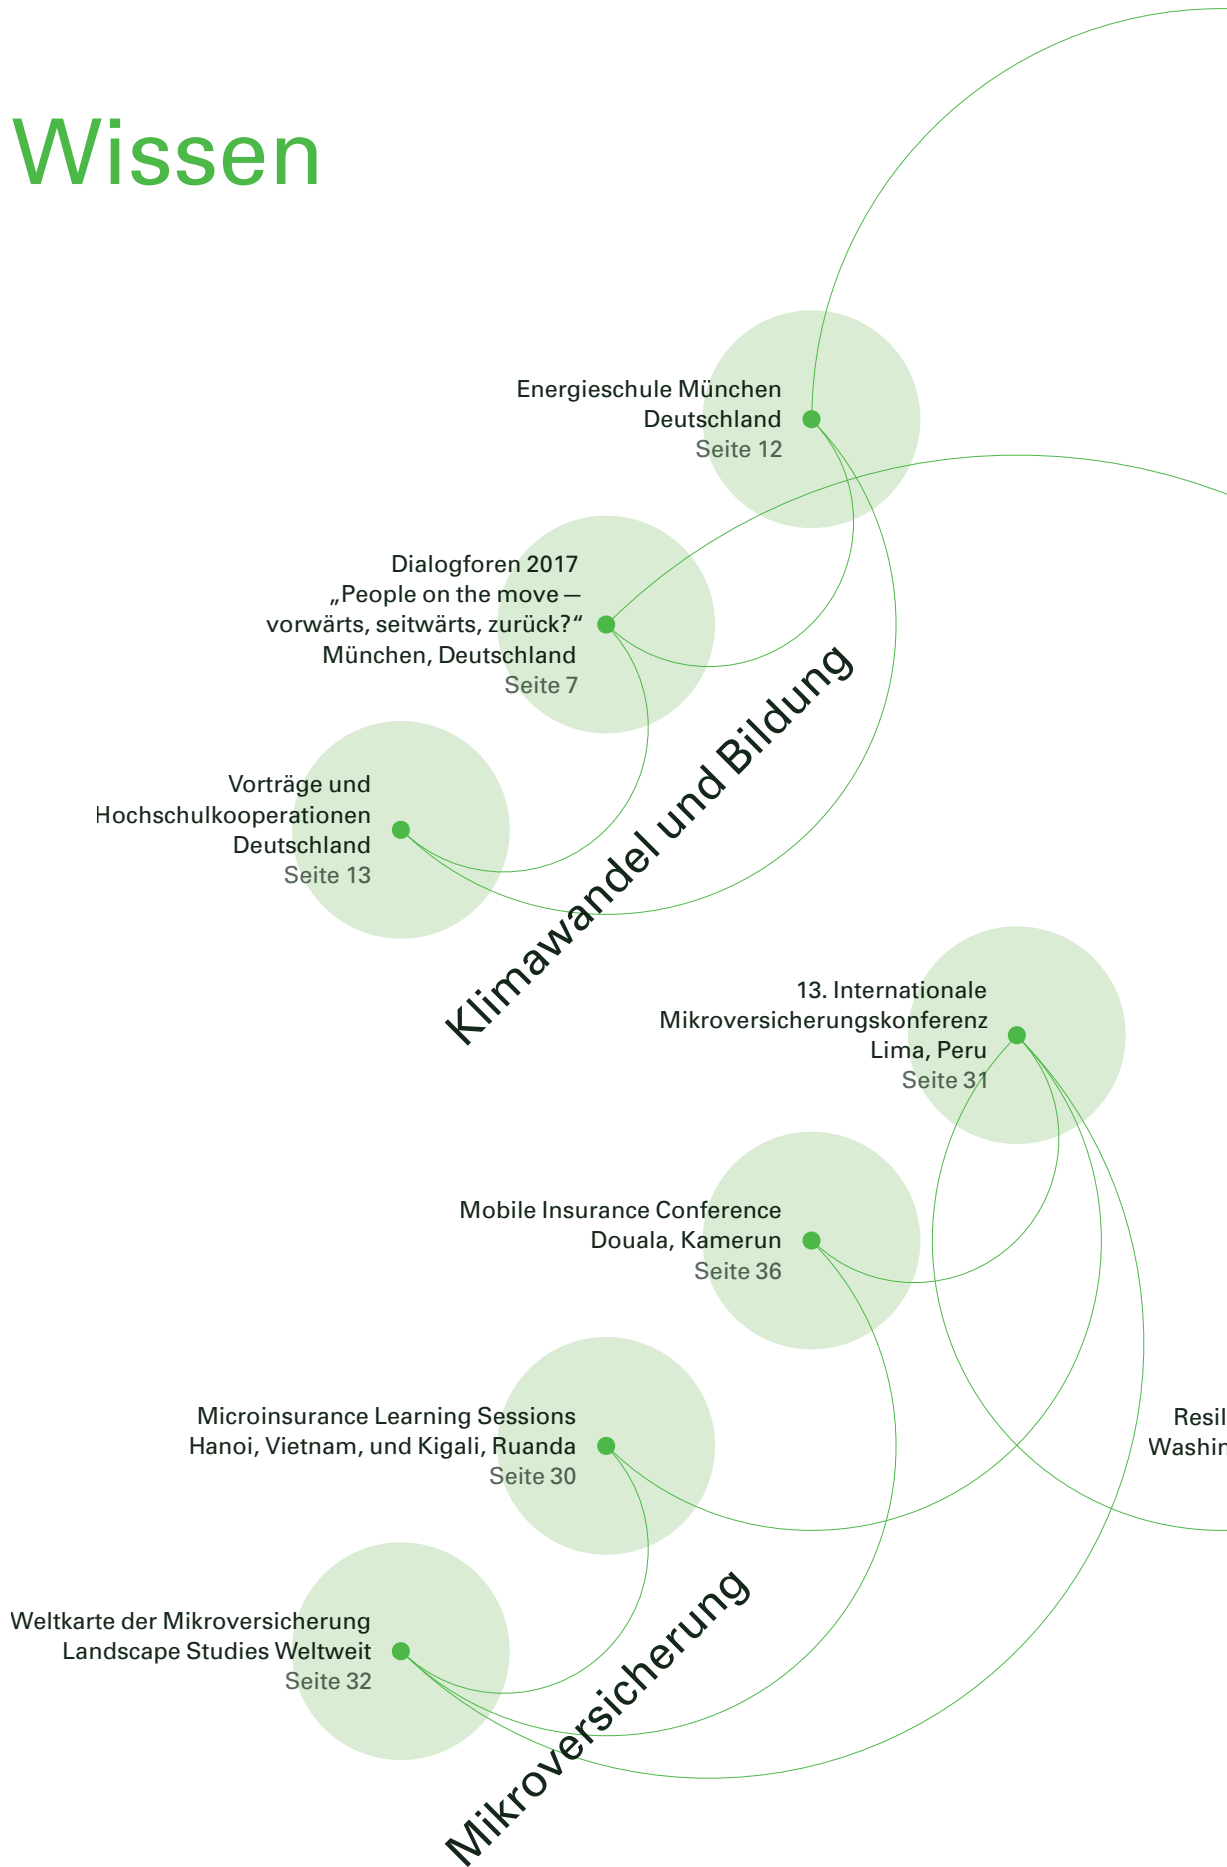 Wissen
Energieschule München
Deutschland
Seite 12
Dialogforen 2017
„People on the move —
vorwärts, seitwärts, zurück?“
München, Deutschland
Seite 7
Vorträge und
Hochschulkooperationen
Deutschland
Seite 13
Klimawandel und Bildung
13. Internationale
Mikroversicherungskonferenz
Lima, Peru
Seite 31
Mobile Insurance Conference
Douala, Kamerun
Seite 36
Microinsurance Learning Sessions
Hanoi, Vietnam, und Kigali, Ruanda
Seite 30
Resil
Washin
Weltkarte der Mikroversicherung
Landscape Studies Weltweit
Seite 32
Mikroversicherung